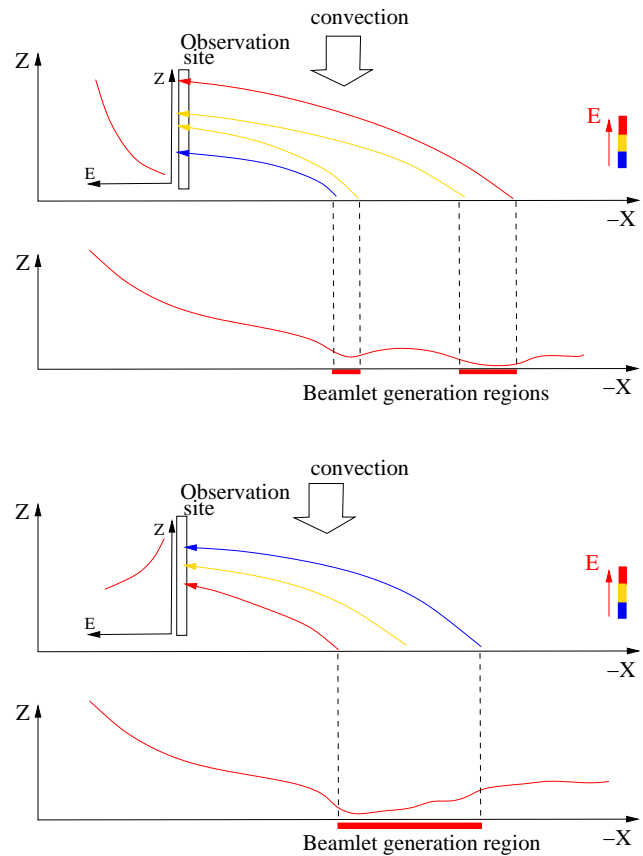 convection
Observation
site
Z
Z
E
E
–X
Z
–X
Beamlet generation regions
convection
Observation
site
Z
Z
E
E
–X
Z
–X
Beamlet generation region